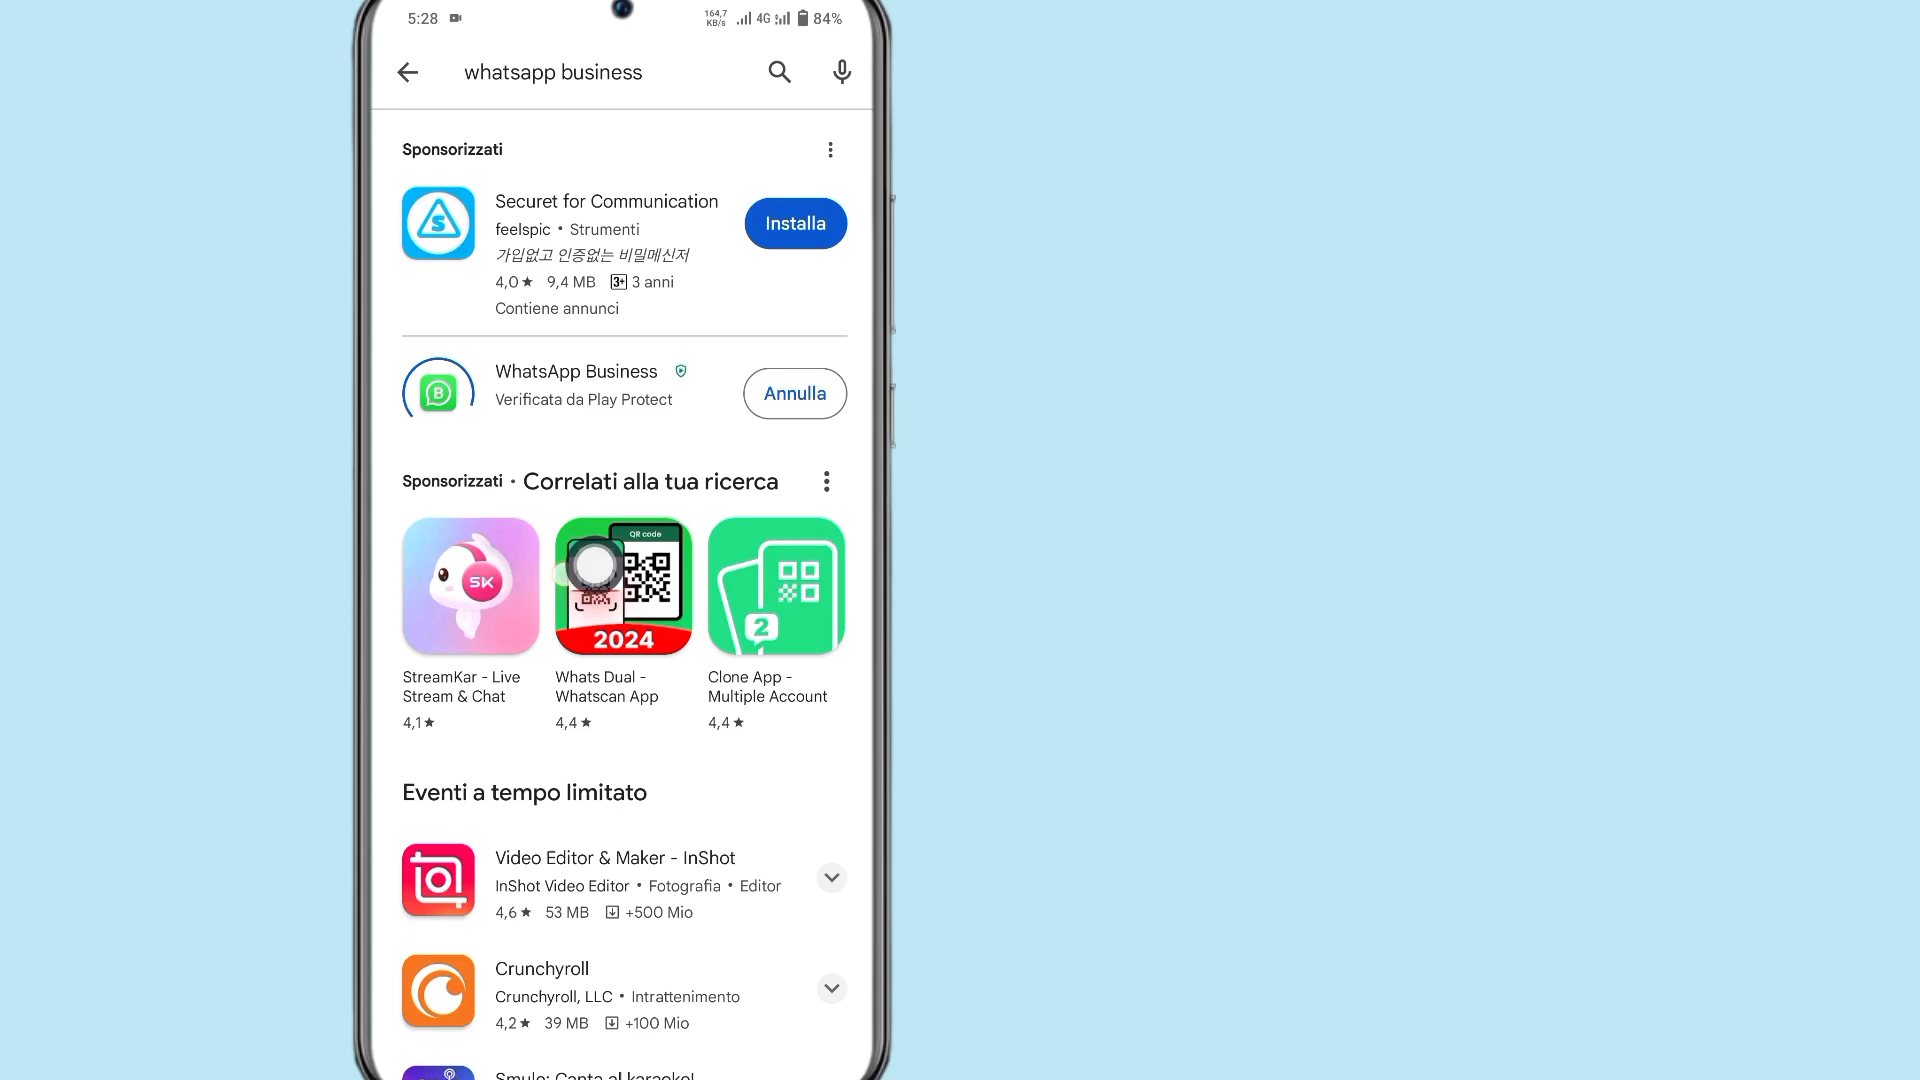 5:28
164,7
KB/s
4G
84%
whatsapp business
Sponsorizzati
Securet for Communication
feelspic • Strumenti
가입없고 인증없는 비밀메신저
4,0★ 9,4 MB 3+ 3 anni
Contiene annunci
Installa
WhatsApp Business
Verificata da Play Protect
Annulla
Sponsorizzati • Correlati alla tua ricerca
SK
QR code
2024
2
StreamKar - Live
Stream & Chat
4,1★
Whats Dual -
Whatscan App
4,4★
Clone App -
Multiple Account
4,4★
Eventi a tempo limitato
Video Editor & Maker - InShot
InShot Video Editor • Fotografia • Editor
4,6★ 53 MB +500 Mio
Crunchyroll
Crunchyroll, LLC • Intrattenimento
4,2★ 39 MB +100 Mio
Smule: Canta al karaoke!